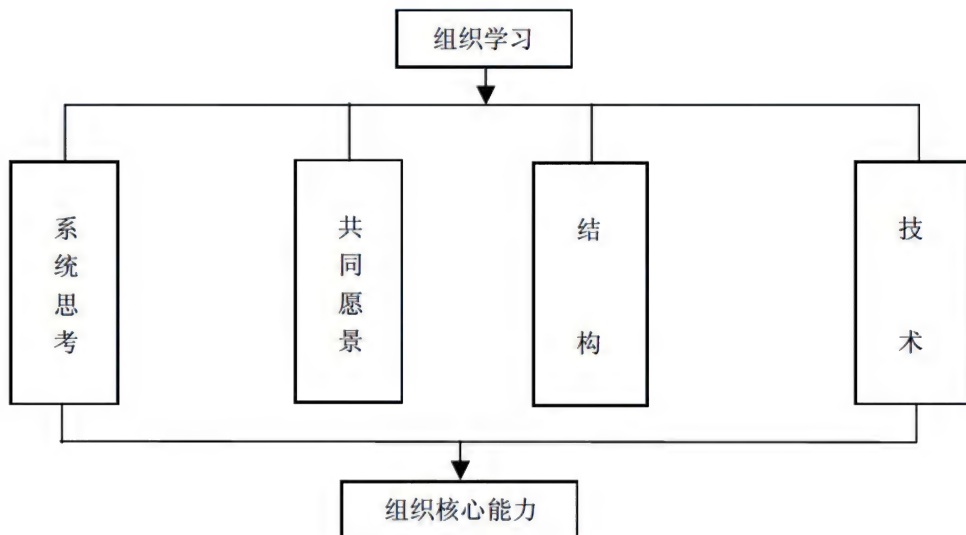 组织学习
系统思考
共同愿景
结构
技术
组织核心能力